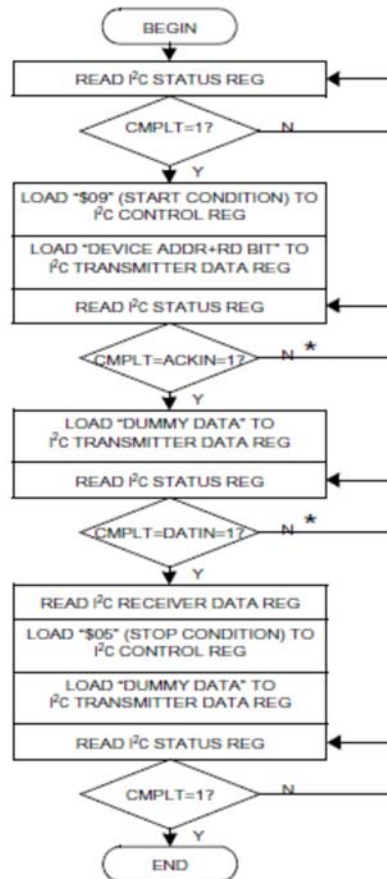 BEGIN
READ I²C STATUS REG
CMPLT=1?
N
Y
LOAD "$09" (START CONDITION) TO
I²C CONTROL REG
LOAD "DEVICE ADDR+RD BIT" TO
I²C TRANSMITTER DATA REG
READ I²C STATUS REG
CMPLT=ACKIN=1?
N *
Y
LOAD "DUMMY DATA" TO
I²C TRANSMITTER DATA REG
READ I²C STATUS REG
CMPLT=DATIN=1?
N *
Y
READ I²C RECEIVER DATA REG
LOAD "$05" (STOP CONDITION) TO
I²C CONTROL REG
LOAD "DUMMY DATA" TO
I²C TRANSMITTER DATA REG
READ I²C STATUS REG
CMPLT=1?
N
Y
END